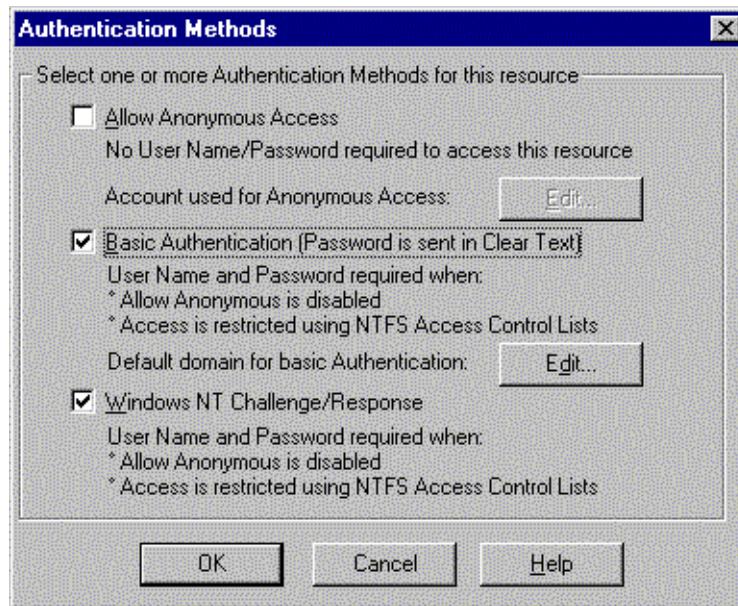 Authentication Methods
Select one or more Authentication Methods for this resource
Allow Anonymous Access
No User Name/Password required to access this resource
Account used for Anonymous Access: Edit...
Basic Authentication (Password is sent in Clear Text)
User Name and Password required when:
* Allow Anonymous is disabled
* Access is restricted using NTFS Access Control Lists
Default domain for basic Authentication: Edit...
Windows NT Challenge/Response
User Name and Password required when:
* Allow Anonymous is disabled
* Access is restricted using NTFS Access Control Lists
OK Cancel Help